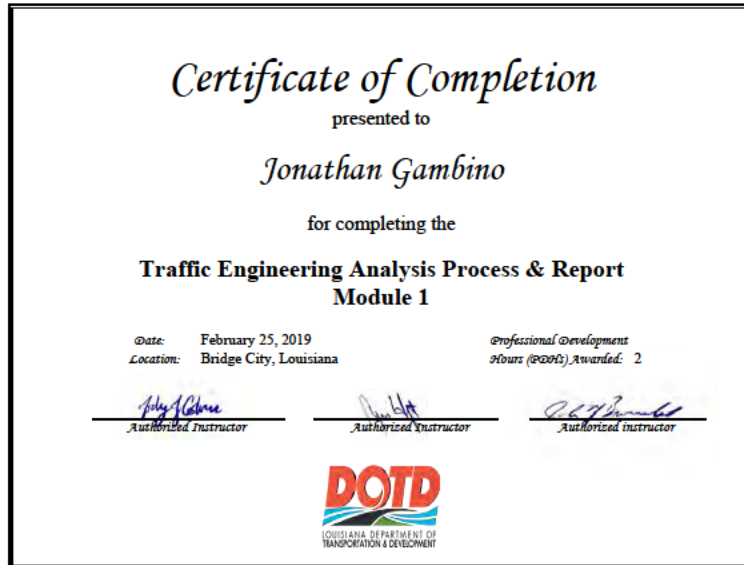 Certificate of Completion
presented to
Jonathan Gambino
for completing the
Traffic Engineering Analysis Process & Report
Module 1
Date: February 25, 2019
Location: Bridge City, Louisiana
Professional Development
Hours (PDHs) Awarded: 2
Authorized Instructor
Authorized Instructor
Authorized instructor
DOTD
LOUISIANA DEPARTMENT OF
TRANSPORTATION & DEVELOPMENT